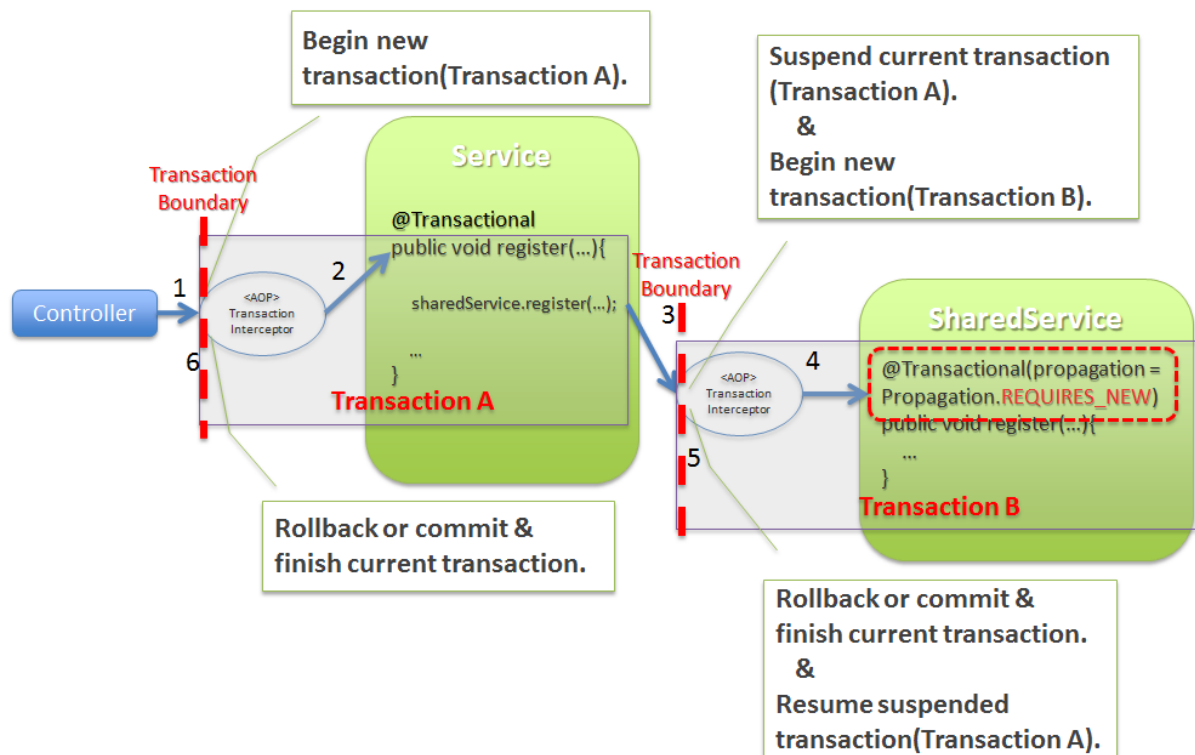 Begin new
transaction(Transaction A).
Suspend current transaction
(Transaction A).
&
Begin new
transaction(Transaction B).
Service
Transaction
Boundary
@Transactional
public void register(...){
sharedService.register(...);
...
}
Transaction A
1
2
Controller
<AOP>
Transaction
Interceptor
6
Transaction
Boundary
3
SharedService
4
@Transactional(propagation =
Propagation.REQUIRES_NEW)
public void register(...){
...
}
Transaction B
<AOP>
Transaction
Interceptor
5
Rollback or commit &
finish current transaction.
Rollback or commit &
finish current transaction.
&
Resume suspended
transaction(Transaction A).